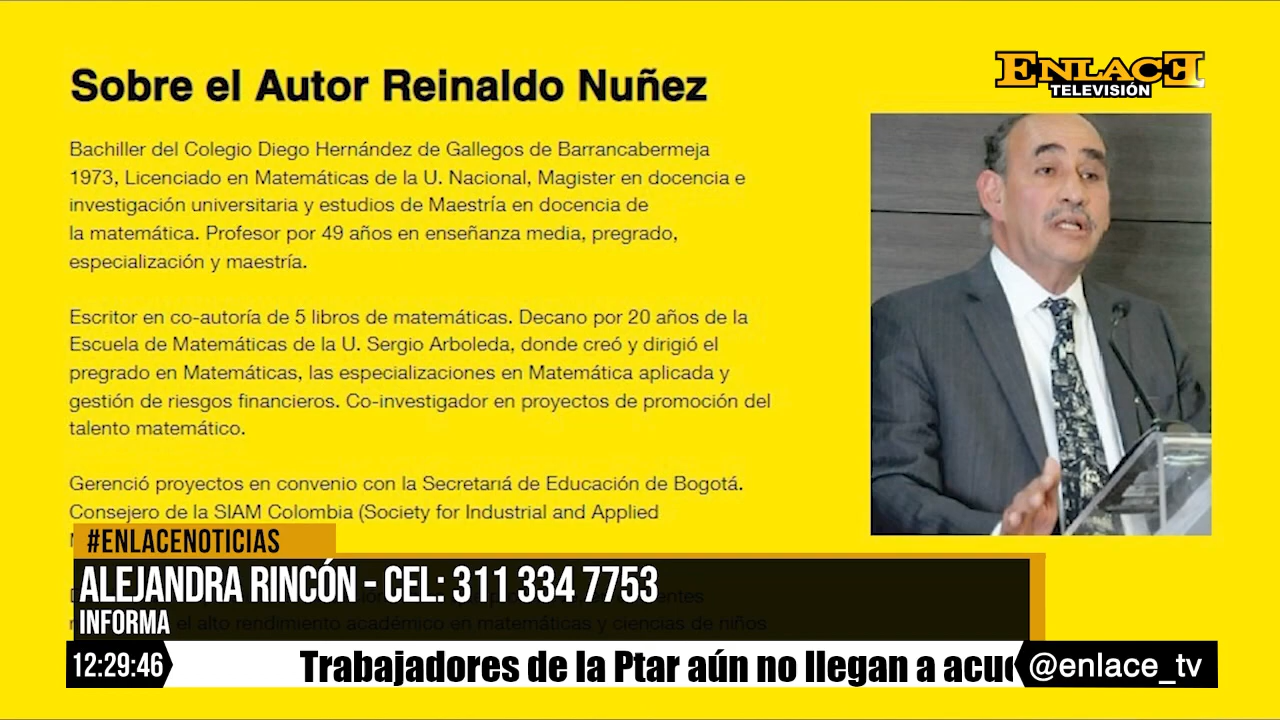 Sobre el Autor Reinaldo Nuñez
ENLACE
TELEVISIÓN
Bachiller del Colegio Diego Hernández de Gallegos de Barrancabermeja
1973, Licenciado en Matemáticas de la U. Nacional, Magister en docencia e
investigación universitaria y estudios de Maestría en docencia de
la matemática. Profesor por 49 años en enseñanza media, pregrado,
especialización y maestría.
Escritor en co-autoría de 5 libros de matemáticas. Decano por 20 años de la
Escuela de Matemáticas de la U. Sergio Arboleda, donde creó y dirigió el
pregrado en Matemáticas, las especializaciones en Matemática aplicada y
gestión de riesgos financieros. Co-investigador en proyectos de promoción del
talento matemático.
Gerenció proyectos en convenio con la Secretarıá de Educación de Bogotá.
Consejero de la SIAM Colombia (Society for Industrial and Applied
#ENLACENOTICIAS
ALEJANDRA RINCÓN - CEL: 311 334 7753
INFORMA
el alto rendimiento académico en matemáticas y ciencias de niños
12:29:46
Trabajadores de la Ptar aún no llegan a acue
@enlace_tv